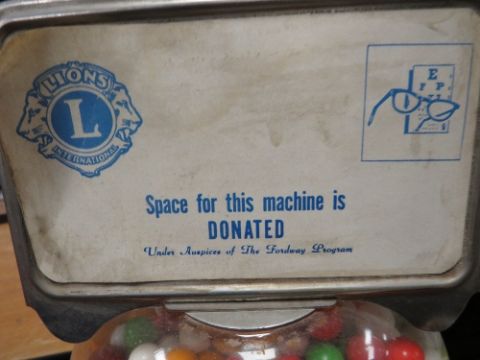 LIONS
L
INTERNATIONAL
E
F P
Space for this machine is
DONATED
Under Auspices of The Fordway Program